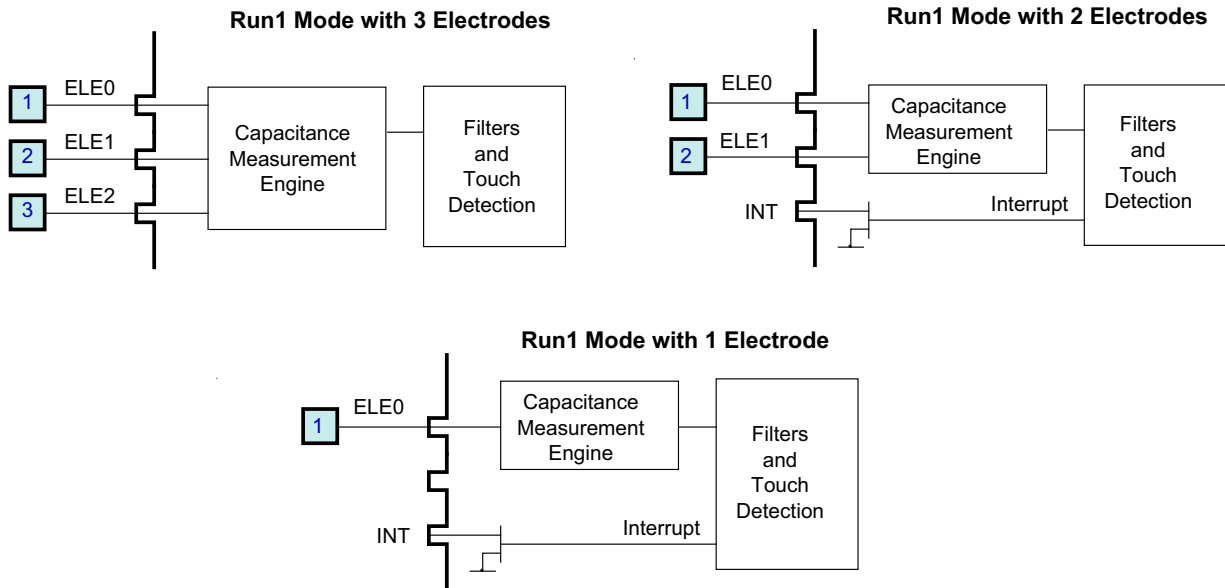 Run1 Mode with 3 Electrodes
ELE0
1
ELE1
2
ELE2
3
Capacitance
Measurement
Engine
Filters
and
Touch
Detection
Run1 Mode with 2 Electrodes
ELE0
1
ELE1
2
INT
Capacitance
Measurement
Engine
Interrupt
Filters
and
Touch
Detection
Run1 Mode with 1 Electrode
ELE0
1
INT
Capacitance
Measurement
Engine
Interrupt
Filters
and
Touch
Detection